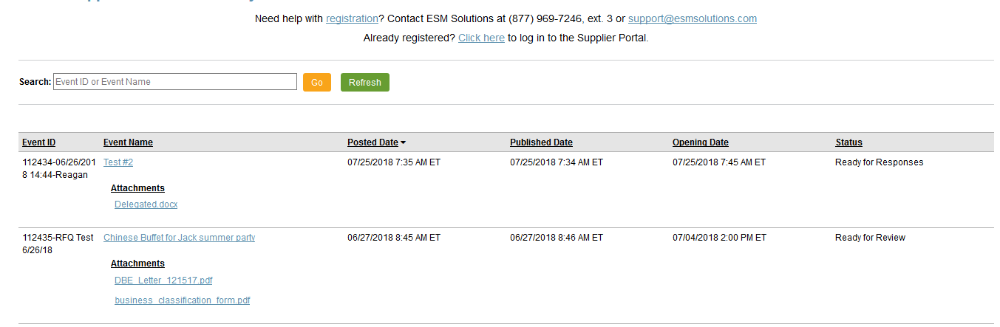 Need help with registration? Contact ESM Solutions at (877) 969-7246, ext. 3 or support@esmsolutions.com
Already registered? Click here to log in to the Supplier Portal.
Search: Event ID or Event Name Go Refresh
Event ID Event Name Posted Date Published Date Opening Date Status
112434-06/26/201 Test #2 07/25/2018 7:35 AM ET 07/25/2018 7:34 AM ET 07/25/2018 7:45 AM ET Ready for Responses
8 14:44-Reagan
Attachments
Delegated.docx
112435-RFQ Test Chinese Buffet for Jack summer party 06/27/2018 8:45 AM ET 06/27/2018 8:46 AM ET 07/04/2018 2:00 PM ET Ready for Review
6/26/18
Attachments
DBE_Letter_121517.pdf
business_classification_form.pdf